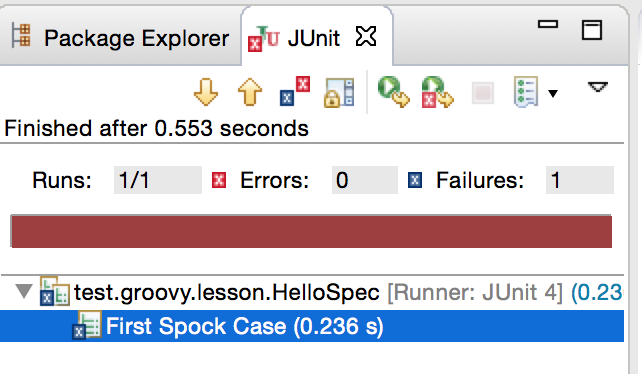 Package Explorer JUnit
Finished after 0.553 seconds
Runs: 1/1 Errors: 0 Failures: 1
test.groovy.lesson.HelloSpec [Runner: JUnit 4] (0.23
First Spock Case (0.236 s)